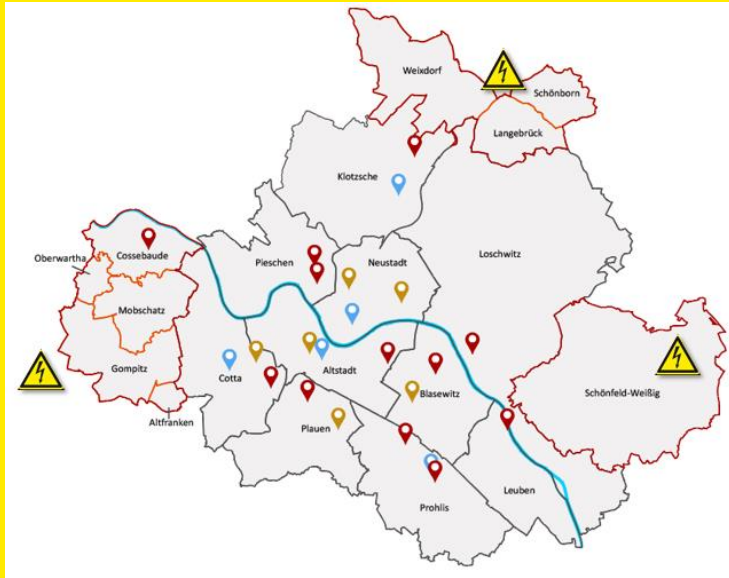 Weixdorf
Schönborn
Langebrück
Klotzsche
Loschwitz
Cossebaude
Oberwartha
Pieschen
Neustadt
Mobschatz
Gompitz
Cotta
Altstadt
Schönfeld-Weißig
Blasewitz
Altfranken
Plauen
Leuben
Prohlis